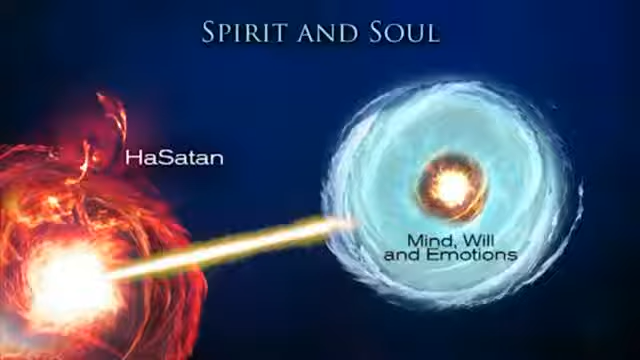 Spirit and Soul
HaSatan
Mind, Will
and Emotions